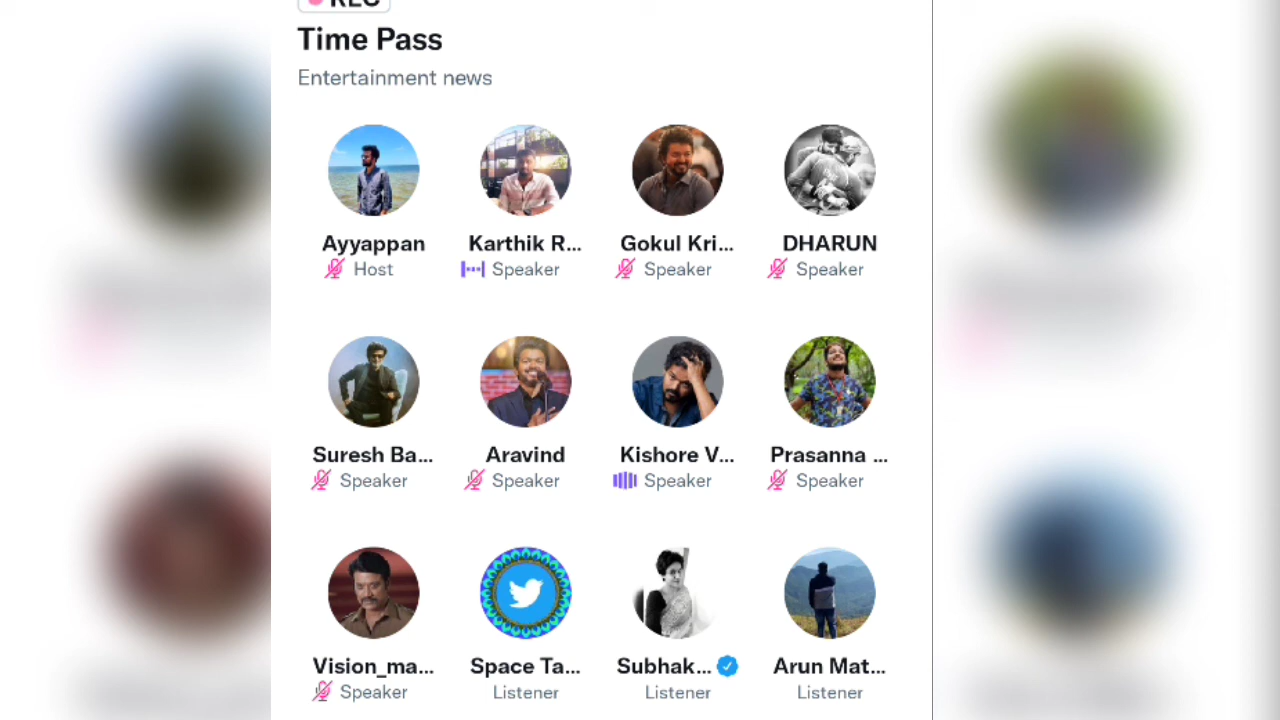 REC
Time Pass
Entertainment news
Ayyappan Karthik R... Gokul Kri... DHARUN
Host Speaker Speaker Speaker
Suresh Ba... Aravind Kishore V... Prasanna ...
Speaker Speaker Speaker Speaker
Vision_ma... Space Ta... Subhak... Arun Mat...
Speaker Listener Listener Listener